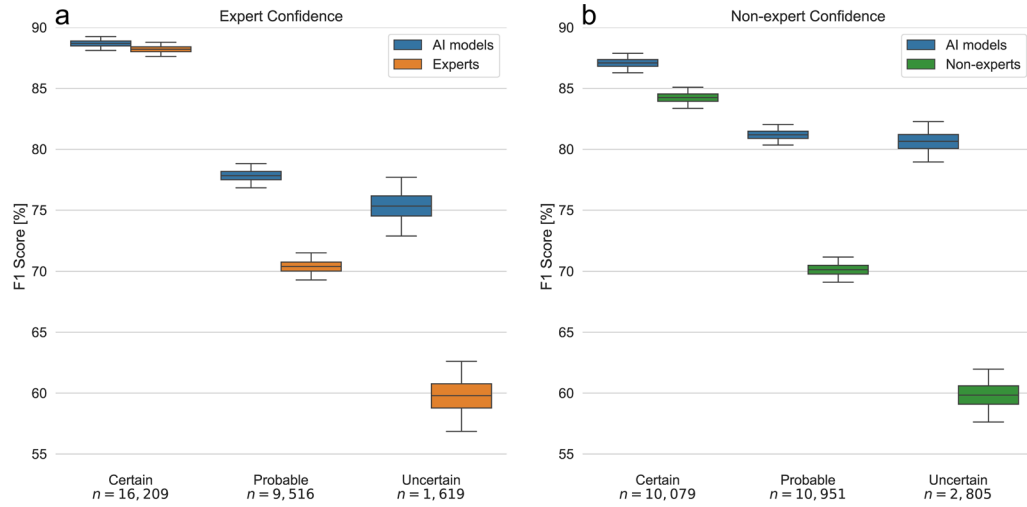 a
Expert Confidence
AI models
Experts
F1 Score [%]
90
85
80
75
70
65
60
55
Certain
n = 16,209
Probable
n = 9,516
Uncertain
n = 1,619
b
Non-expert Confidence
AI models
Non-experts
F1 Score [%]
90
85
80
75
70
65
60
55
Certain
n = 10,079
Probable
n = 10,951
Uncertain
n = 2,805